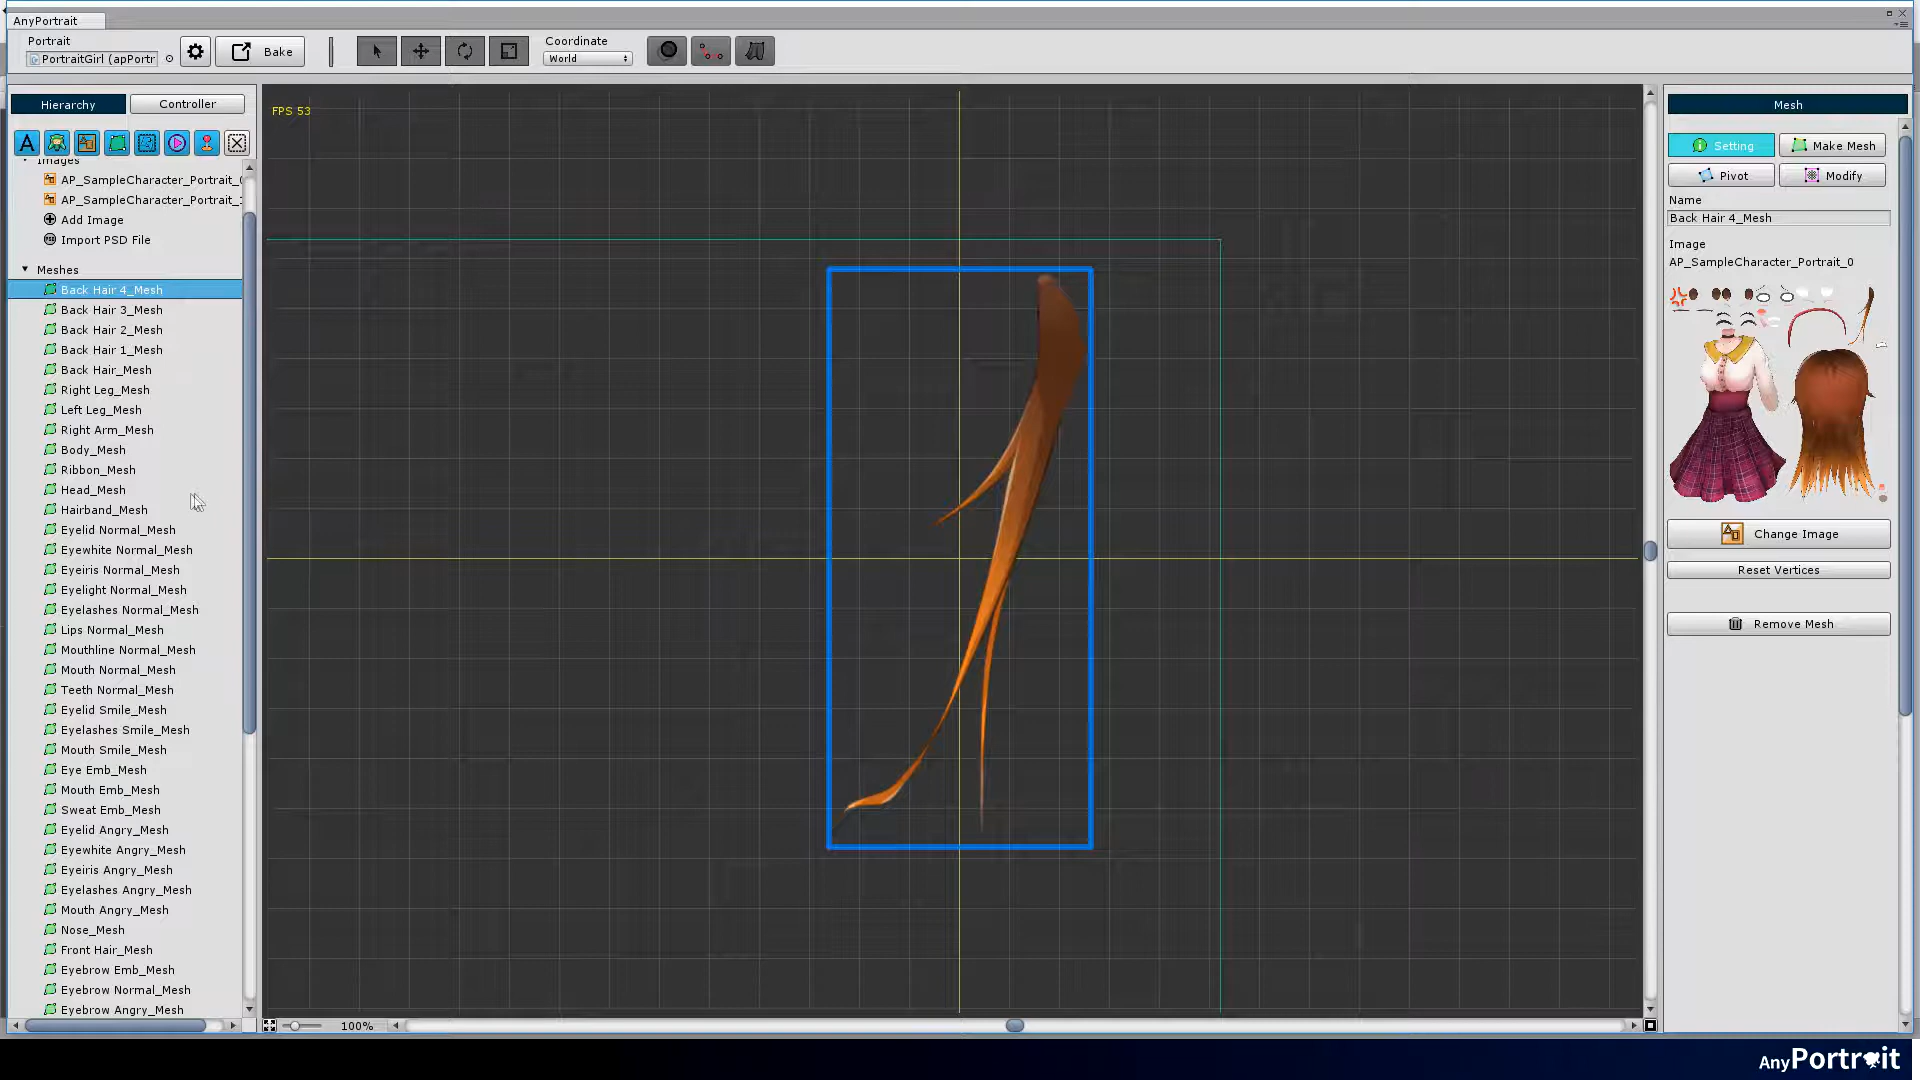 AnyPortrait
Portrait
PortraitGirl (apPortr
Bake
Coordinate
World
Hierarchy
Controller
FPS 53
Images
AP_SampleCharacter_Portrait_
AP_SampleCharacter_Portrait_
Add Image
Import PSD File
Meshes
Back Hair 4_Mesh
Back Hair 3_Mesh
Back Hair 2_Mesh
Back Hair 1_Mesh
Back Hair_Mesh
Right Leg_Mesh
Left Leg_Mesh
Right Arm_Mesh
Body_Mesh
Ribbon_Mesh
Head_Mesh
Hairband_Mesh
Eyelid Normal_Mesh
Eyewhite Normal_Mesh
Eyeiris Normal_Mesh
Eyelight Normal_Mesh
Eyelashes Normal_Mesh
Lips Normal_Mesh
Mouthline Normal_Mesh
Mouth Normal_Mesh
Teeth Normal_Mesh
Eyelid Smile_Mesh
Eyelashes Smile_Mesh
Mouth Smile_Mesh
Eye Emb_Mesh
Mouth Emb_Mesh
Sweat Emb_Mesh
Eyelid Angry_Mesh
Eyewhite Angry_Mesh
Eyeiris Angry_Mesh
Eyelashes Angry_Mesh
Mouth Angry_Mesh
Nose_Mesh
Front Hair_Mesh
Eyebrow Emb_Mesh
Eyebrow Normal_Mesh
Eyebrow Angry_Mesh
100%
Mesh
Setting
Make Mesh
Pivot
Modify
Name
Back Hair 4_Mesh
Image
AP_SampleCharacter_Portrait_0
Change Image
Reset Vertices
Remove Mesh
AnyPortrait